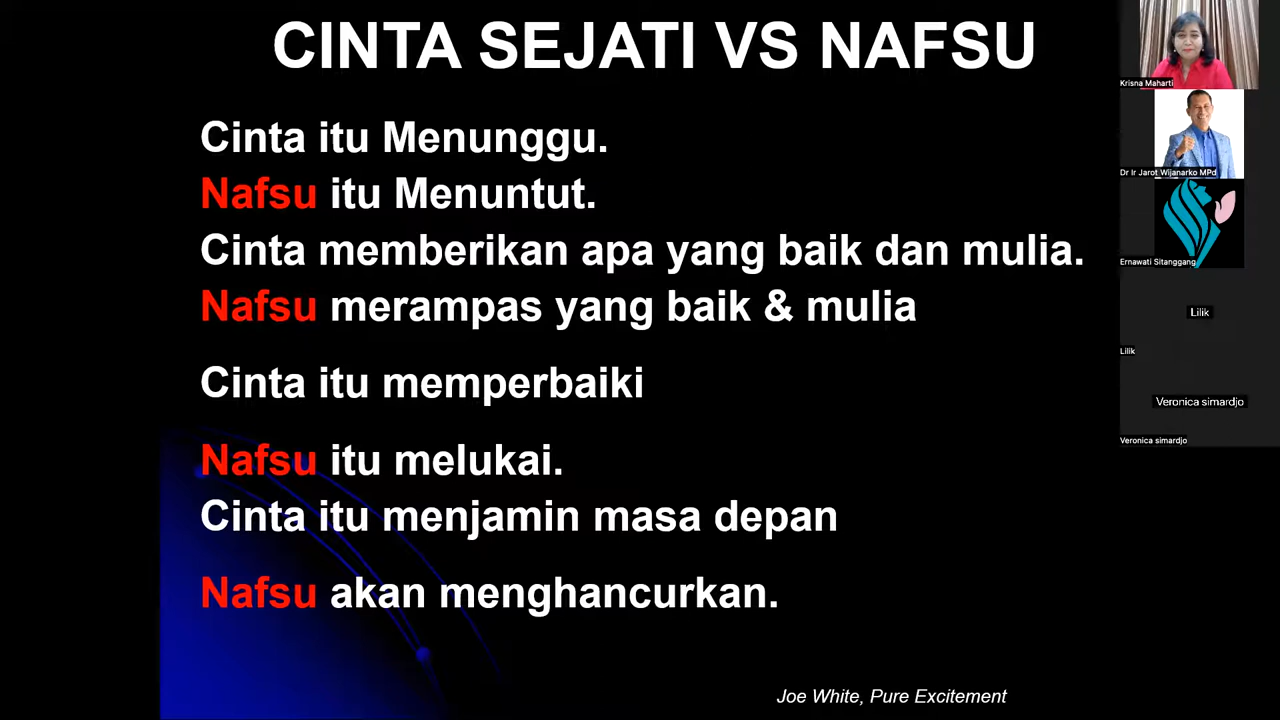 CINTA SEJATI VS NAFSU
Cinta itu Menunggu.
Nafsu itu Menuntut.
Cinta memberikan apa yang baik dan mulia.
Nafsu merampas yang baik & mulia
Cinta itu memperbaiki
Nafsu itu melukai.
Cinta itu menjamin masa depan
Nafsu akan menghancurkan.
Joe White, Pure Excitement
Krisna Maharti
Dr Ir Jarot Wijanarko MPd
Ernawati Sitanggang
Lilik
Lilik
Veronica simardjo
Veronica simardjo